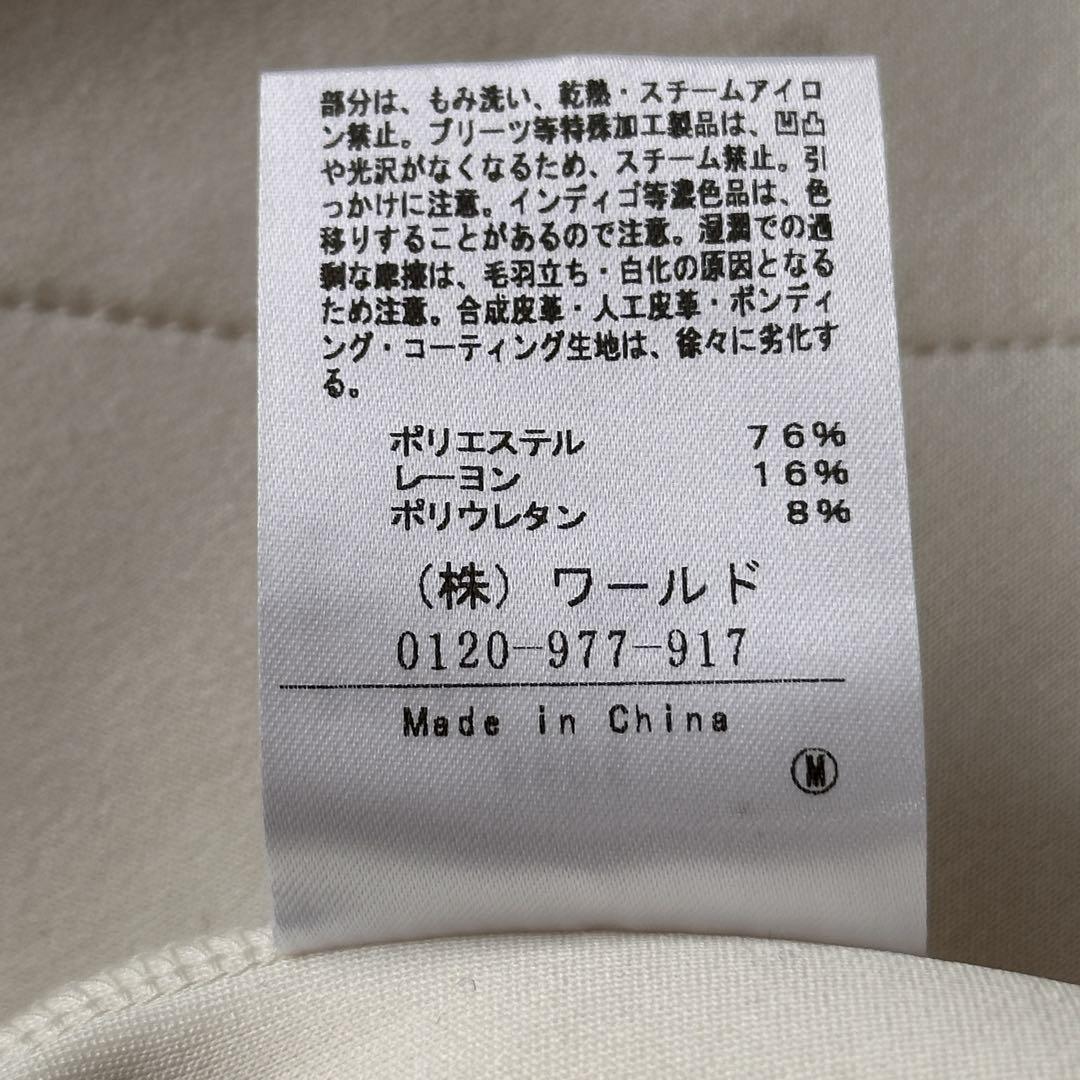 部分は、もみ洗い、乾熱・スチームアイロ
ン禁止。プリーツ等特殊加工製品は、凹凸
や光沢がなくなるため、スチーム禁止。引
っかけに注意。インディゴ等濃色品は、色
移りすることがあるので注意。湿潤での過
剰な摩擦は、毛羽立ち・白化の原因となる
ため注意。合成皮革・人工皮革・ボンディ
ング・コーティング生地は、徐々に劣化す
る。
ポリエステル 76%
レーヨン 16%
ポリウレタン 8%
(株) ワールド
0120-977-917
Made in China
Ⓜ